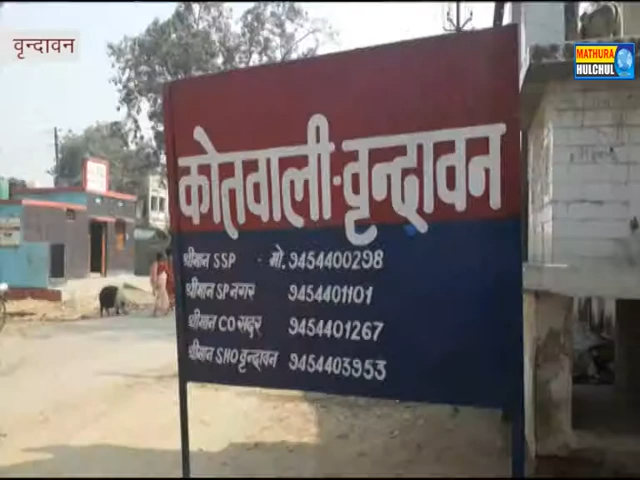 वृन्दावन
MATHURA
HULCHUL
कोतवाली-वृन्दावन
श्रीमान SSP - मो. 9454400298
श्रीमान SP नगर 9454401101
श्रीमान CO सदर 9454401267
श्रीमान SHO वृन्दावन 9454403953